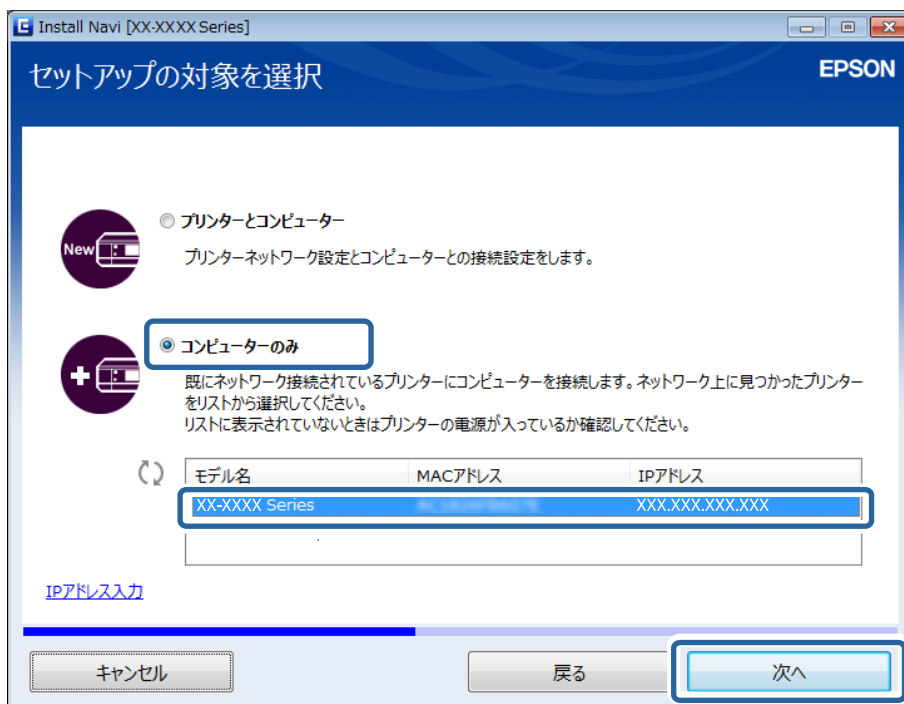 Install Navi [XX-XXXX Series]
セットアップの対象を選択
EPSON
New
プリンターとコンピューター
プリンターネットワーク設定とコンピューターとの接続設定をします。
コンピューターのみ
既にネットワーク接続されているプリンターにコンピューターを接続します。ネットワーク上に見つかったプリンター
をリストから選択してください。
リストに表示されていないときはプリンターの電源が入っているか確認してください。
モデル名 MACアドレス IPアドレス
XX-XXXX Series XXX.XXX.XXX.XXX
IPアドレス入力
キャンセル 戻る 次へ